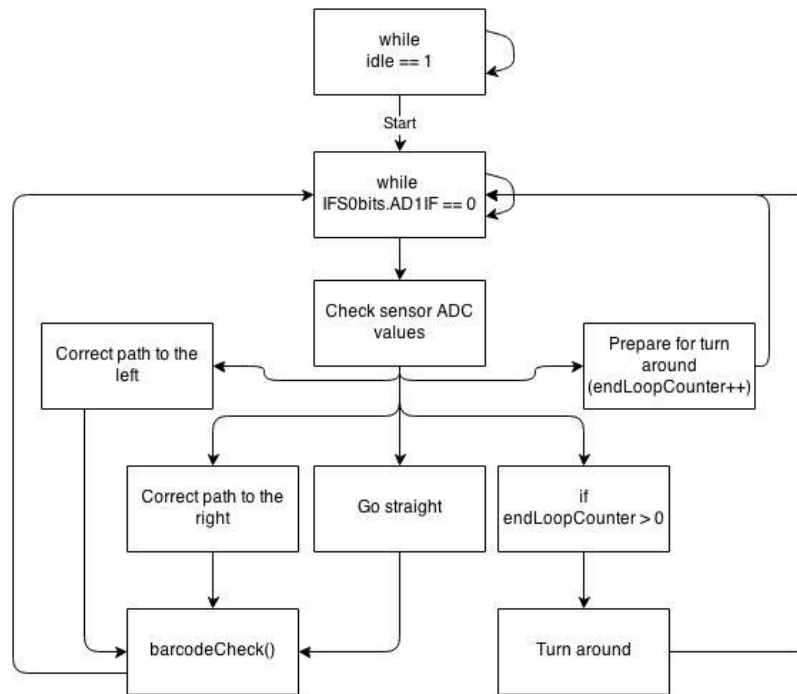 while
idle == 1
Start
while
IFS0bits.AD1IF == 0
Check sensor ADC
values
Correct path to the
left
Prepare for turn
around
(endLoopCounter++)
Correct path to the
right
Go straight
if
endLoopCounter > 0
barcodeCheck()
Turn around